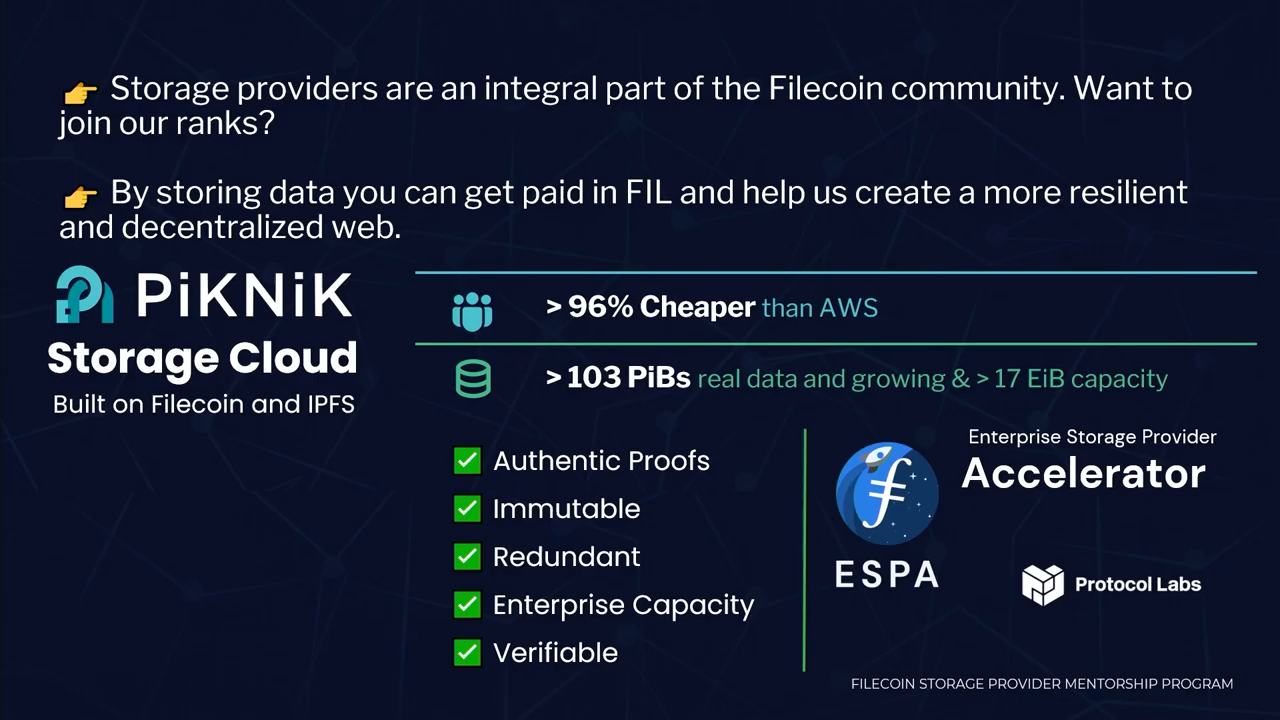 👉 Storage providers are an integral part of the Filecoin community. Want to
join our ranks?
👉 By storing data you can get paid in FIL and help us create a more resilient
and decentralized web.
PiKNiK
Storage Cloud
Built on Filecoin and IPFS
> 96% Cheaper than AWS
> 103 PiBs real data and growing & > 17 EiB capacity
✅ Authentic Proofs
✅ Immutable
✅ Redundant
✅ Enterprise Capacity
✅ Verifiable
ESPA
Enterprise Storage Provider
Accelerator
Protocol Labs
FILECOIN STORAGE PROVIDER MENTORSHIP PROGRAM